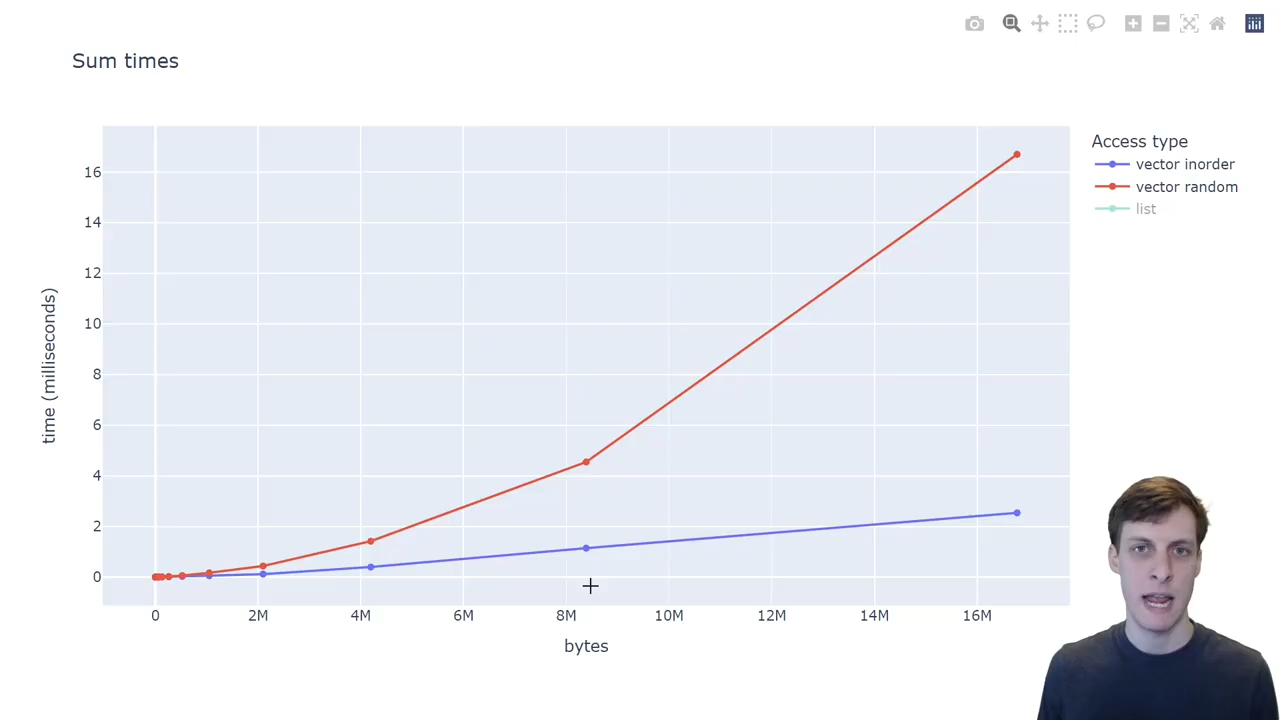 Sum times
Access type
vector inorder
vector random
list
16
14
12
10
8
6
4
2
0
time (milliseconds)
0 2M 4M 6M 8M 10M 12M 14M 16M
bytes